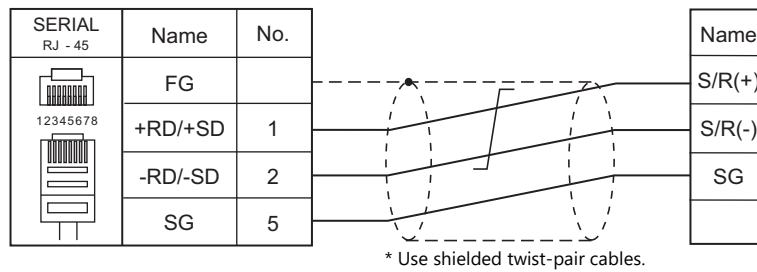 SERIAL
RJ - 45
Name No.
FG
12345678
+RD/+SD 1
-RD/-SD 2
SG 5
Name
S/R(+)
S/R(-)
SG
* Use shielded twist-pair cables.